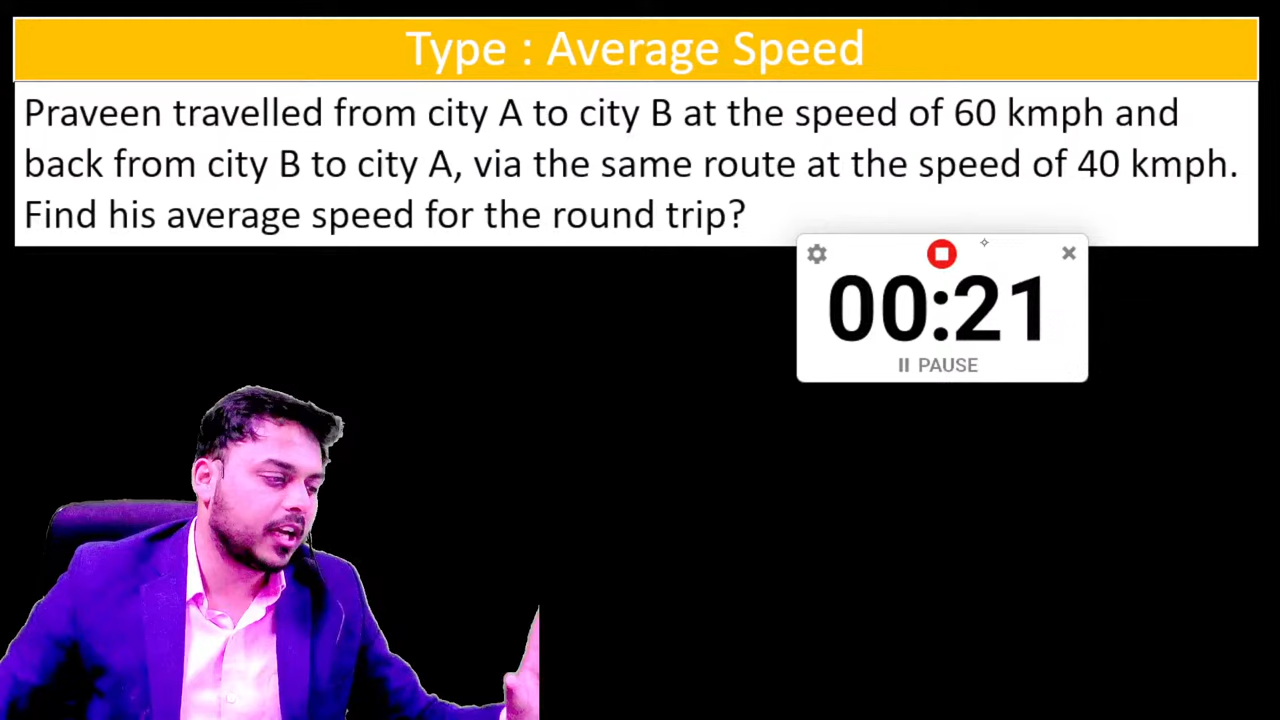 Type : Average Speed
Praveen travelled from city A to city B at the speed of 60 kmph and
back from city B to city A, via the same route at the speed of 40 kmph.
Find his average speed for the round trip?
00:21
PAUSE